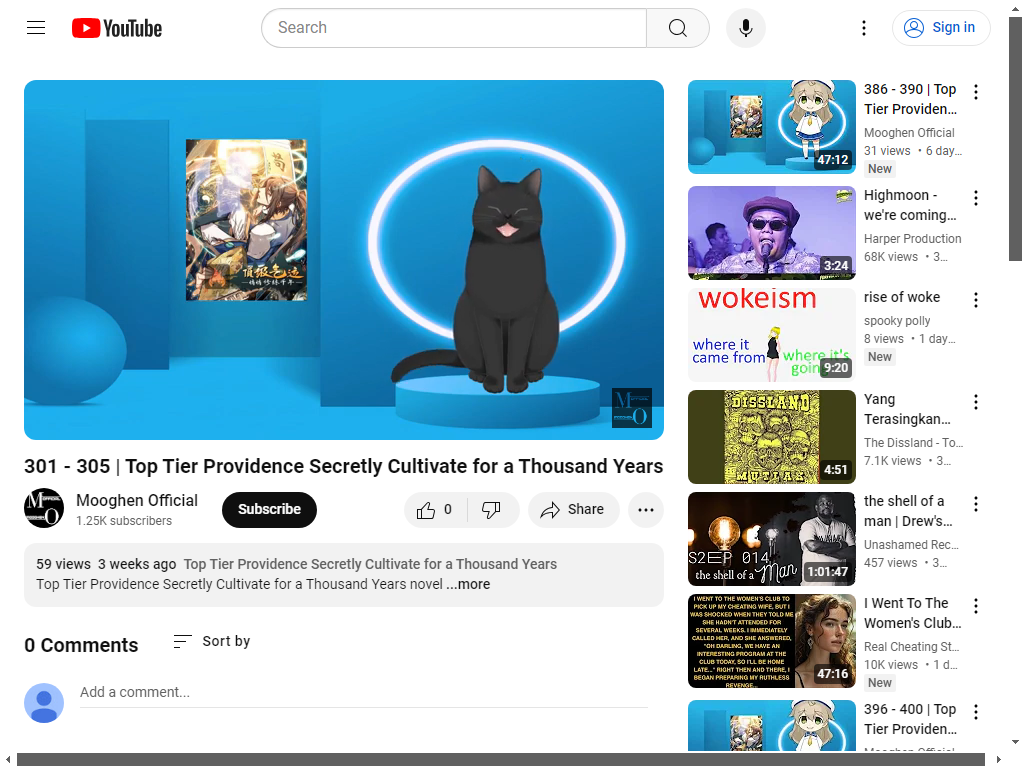 YouTube
Search
Sign in
頂級气运
301 - 305 | Top Tier Providence Secretly Cultivate for a Thousand Years
Mooghen Official
1.25K subscribers
Subscribe
0
Share
59 views 3 weeks ago Top Tier Providence Secretly Cultivate for a Thousand Years
Top Tier Providence Secretly Cultivate for a Thousand Years novel ...more
0 Comments
Sort by
Add a comment...
47:12
386 - 390 | Top
Tier Providen...
Mooghen Official
31 views • 6 day...
New
3:24
Highmoon -
we're coming...
Harper Production
68K views • 3...
wokeism
where it
came from
where it's
goin
9:20
rise of woke
spooky polly
8 views • 1 day...
New
DISSLAND
MUTLAK
4:51
Yang
Terasingkan...
The Dissland - To...
7.1K views • 3...
S2EP 014
the shell of a Man
1:01:47
the shell of a
man | Drew's...
Unashamed Rec...
457 views • 3...
I WENT TO THE WOMEN'S CLUB TO
PICK UP MY CHEATING WIFE, BUT I
WAS SHOCKED WHEN THEY TOLD ME
SHE HADN'T ATTENDED FOR
SEVERAL WEEKS. I IMMEDIATELY
CALLED HER, AND SHE ANSWERED,
"OH DARLING, WE HAVE AN
INTERESTING PROGRAM AT THE
CLUB TODAY, SO I'LL BE HOME
LATE..." RIGHT THEN AND THERE, I
BEGAN PREPARING MY RUTHLESS
REVENGE...
47:16
I Went To The
Women's Club...
Real Cheating St...
10K views • 1 d...
New
396 - 400 | Top
Tier Providen...
Mooghen Official